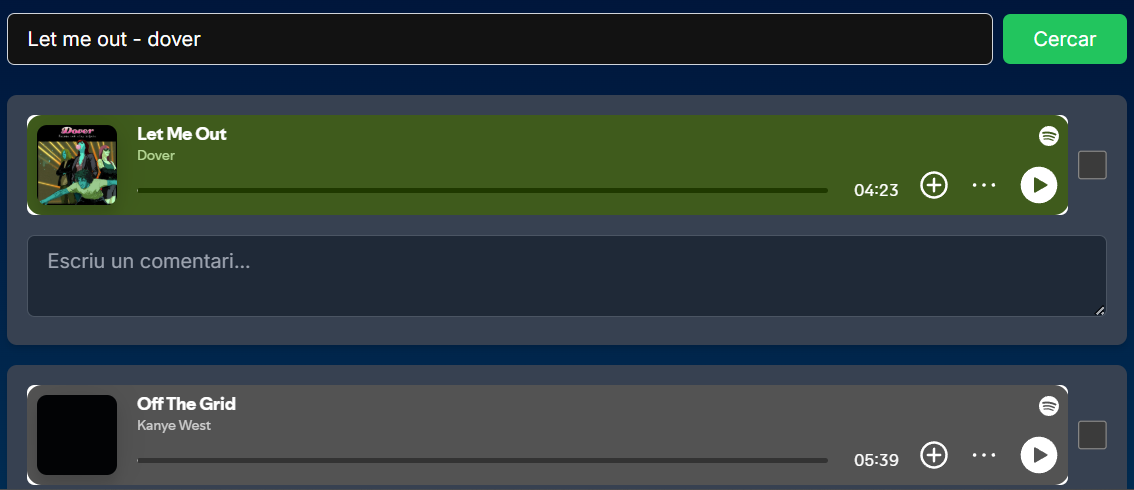 Let me out - dover
Cercar
Dover
Let Me Out
Dover
04:23
Escriu un comentari...
Off The Grid
Kanye West
05:39